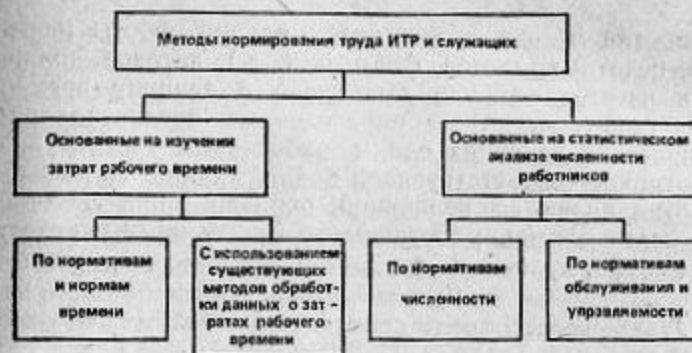 Методы нормирования труда ИТР и служащих
Основанные на изучении
затрат рабочего времени
Основанные на статистическом
анализе численности
работников
По нормативам
и нормам
времени
С использованием
существующих
методов обработ-
ки данных о зат -
ратах рабочего
времени
По нормативам
численности
По нормативам
обслуживания и
управляемости